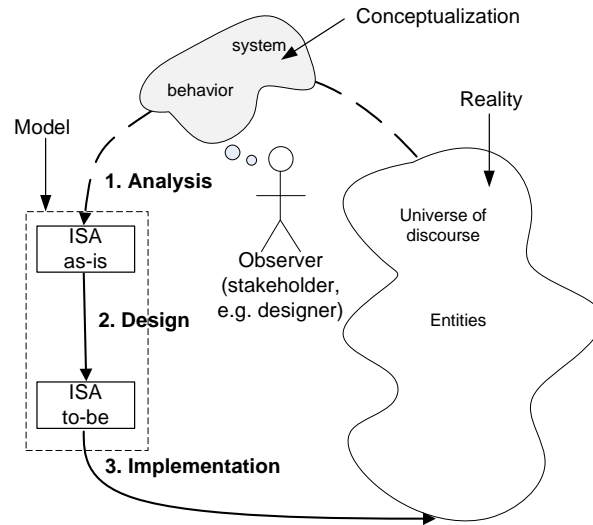 Conceptualization
system
behavior
Reality
Model
1. Analysis
Universe of
discourse
ISA
as-is
Observer
(stakeholder,
e.g. designer)
2. Design
Entities
ISA
to-be
3. Implementation